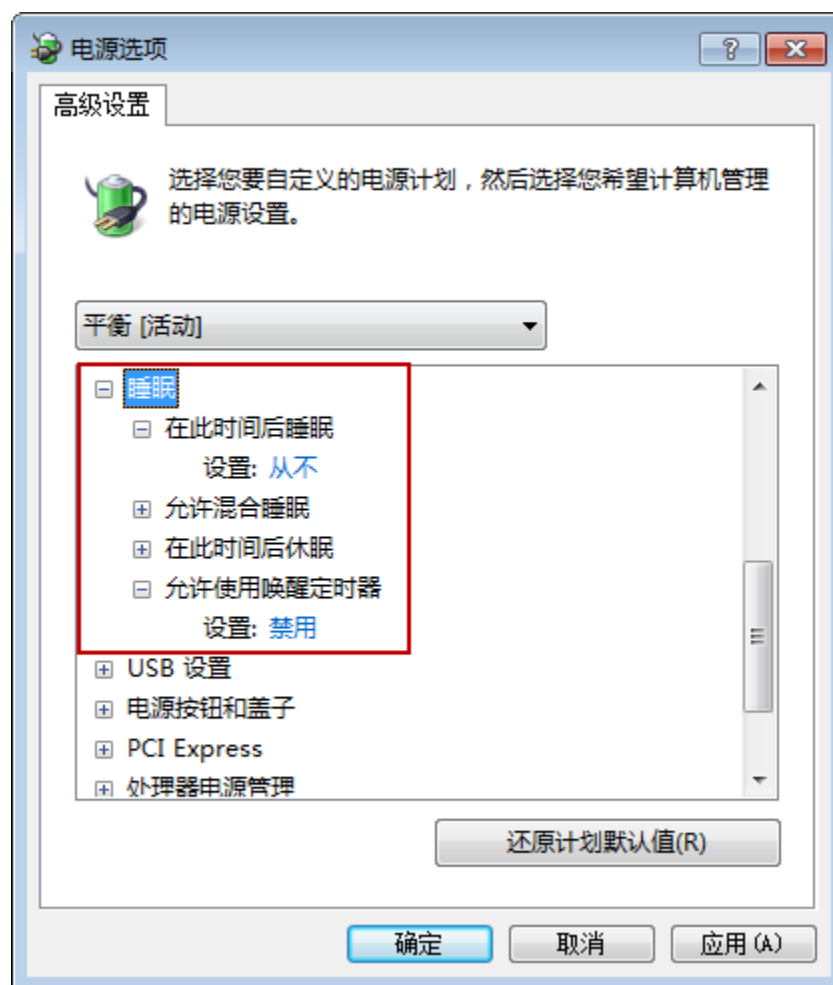 电源选项
高级设置
选择您要自定义的电源计划，然后选择您希望计算机管理
的电源设置。
平衡 [活动]
睡眠
在此时间后睡眠
设置: 从不
允许混合睡眠
在此时间后休眠
允许使用唤醒定时器
设置: 禁用
USB 设置
电源按钮和盖子
PCI Express
处理器电源管理
还原计划默认值(R)
确定
取消
应用(A)